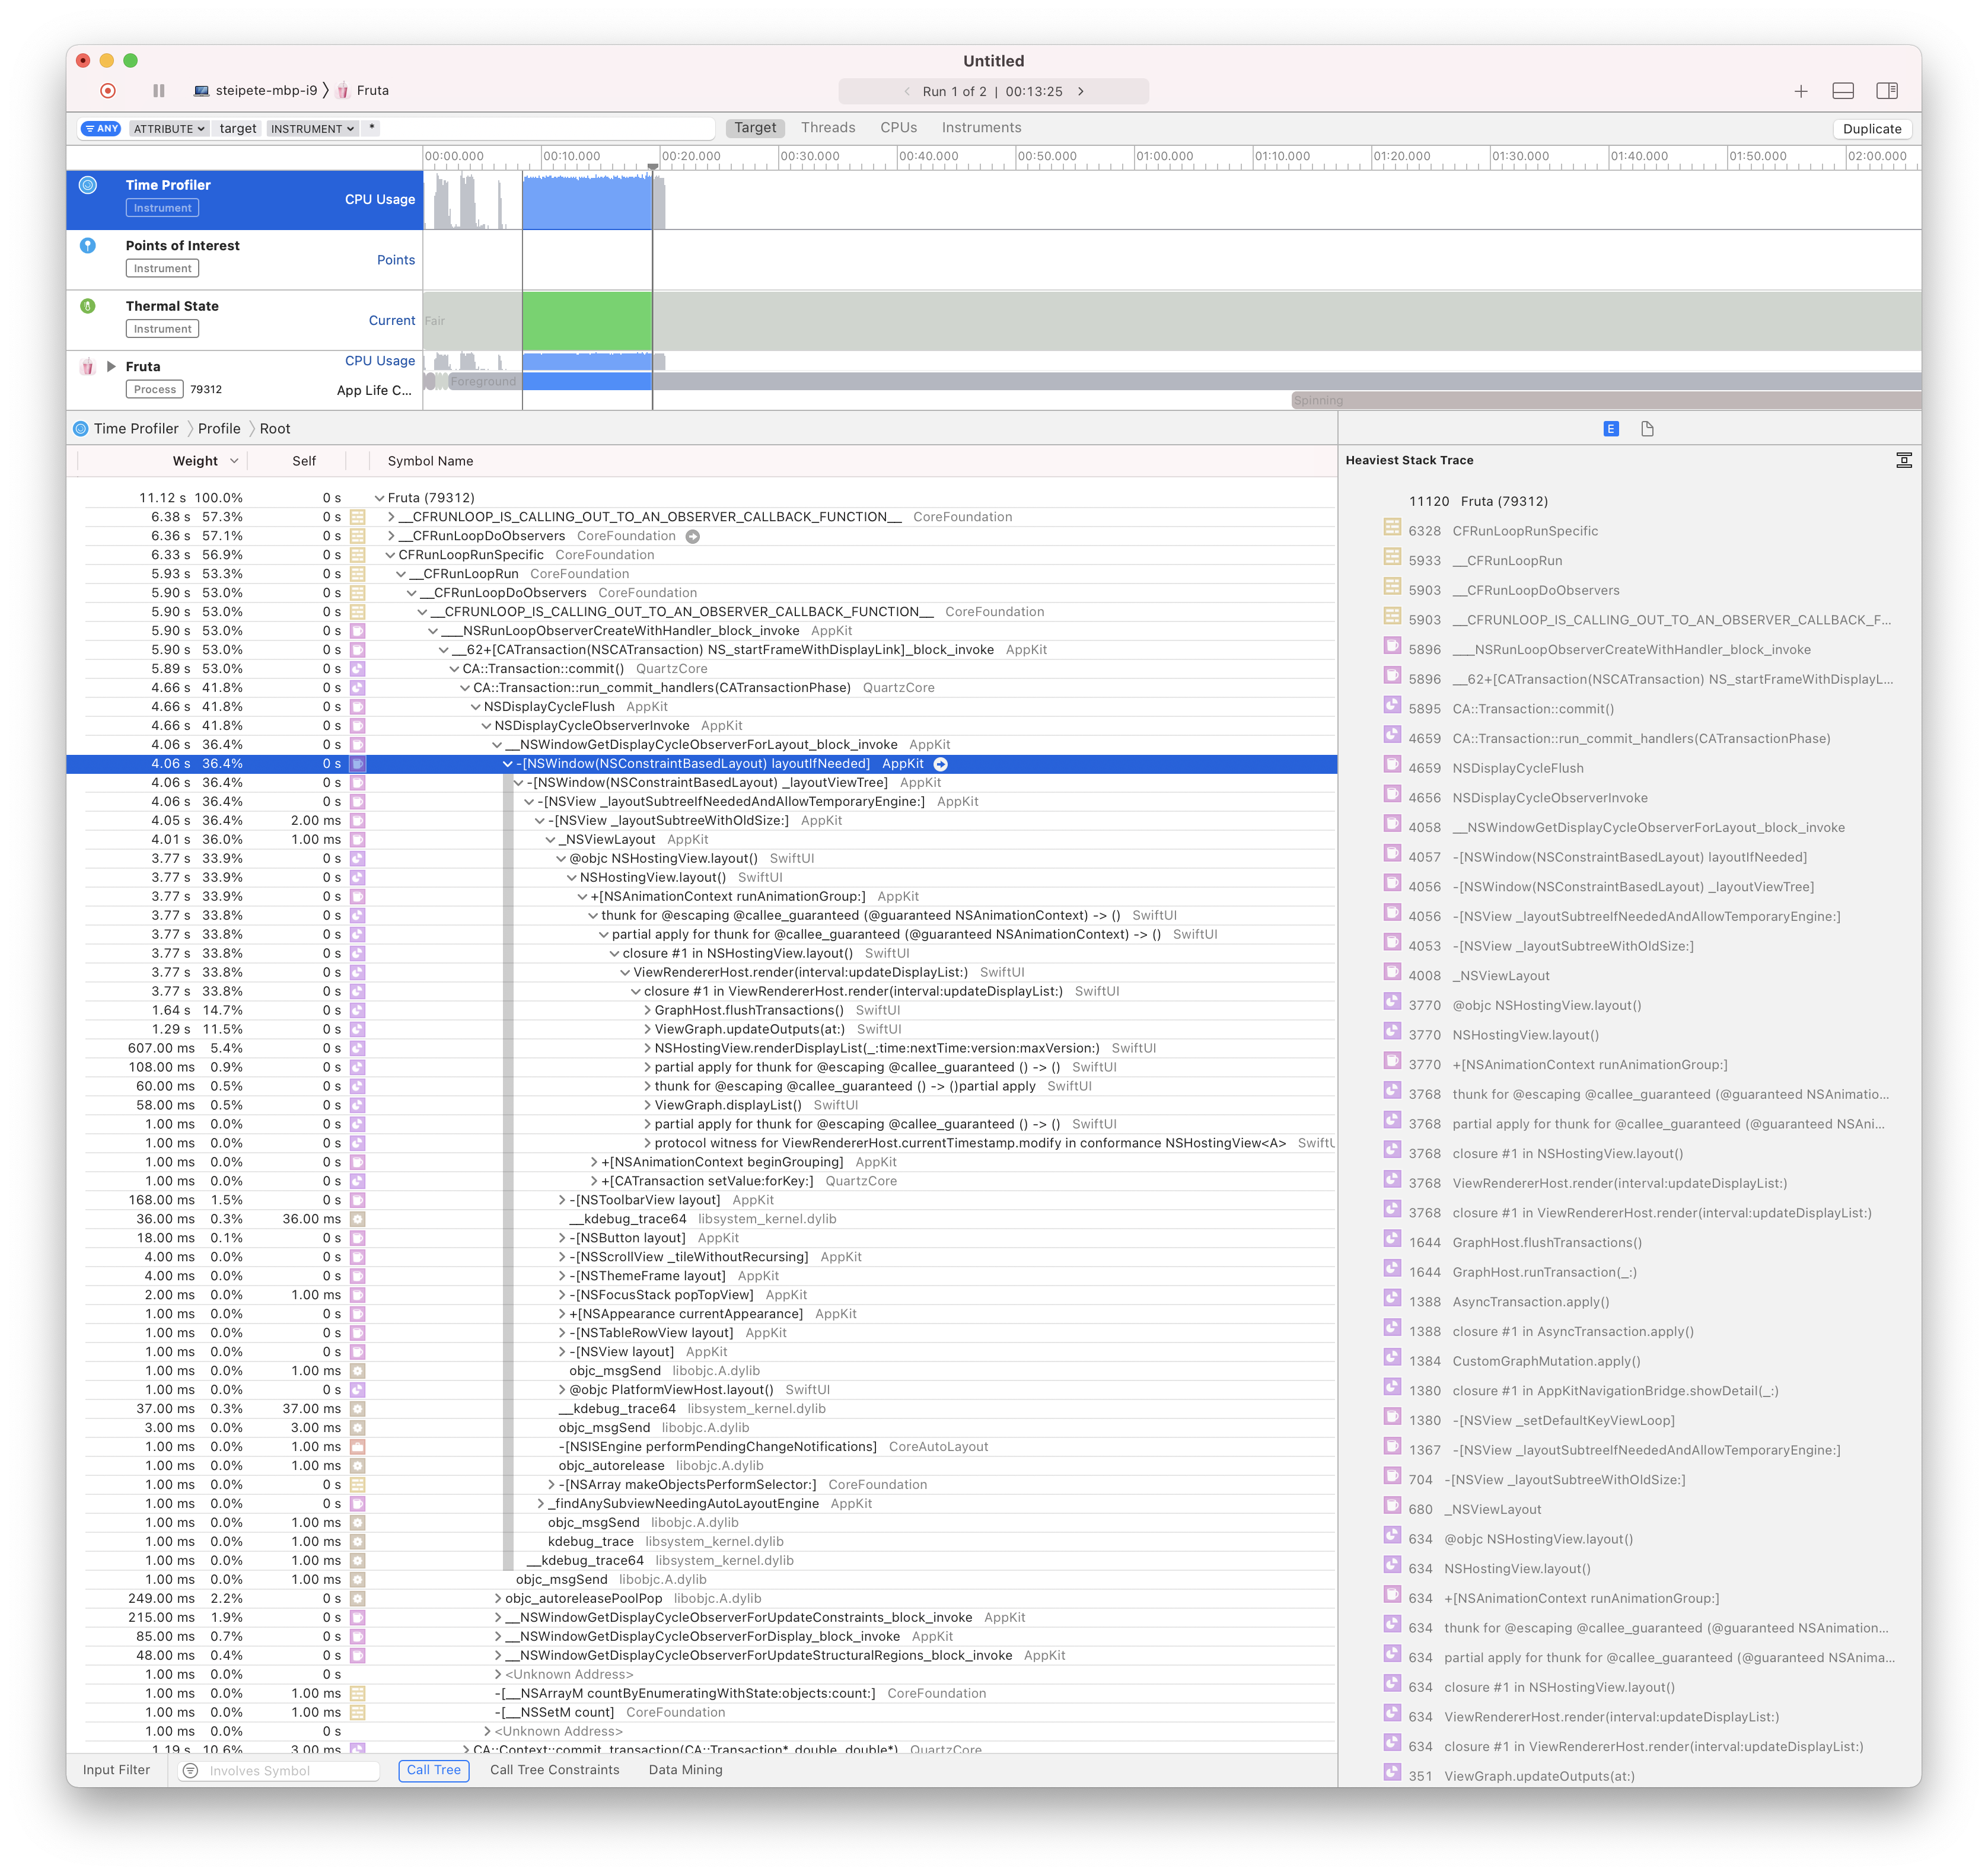 Untitled
steipete-mbp-i9 〉 Fruta
Run 1 of 2 | 00:13:25
ANY ATTRIBUTE target INSTRUMENT *
Target Threads CPUs Instruments
Duplicate
00:00.000 00:10.000 00:20.000 00:30.000 00:40.000 00:50.000 01:00.000 01:10.000 01:20.000 01:30.000 01:40.000 01:50.000 02:00.000
Time Profiler
Instrument
CPU Usage
Points of Interest
Instrument
Points
Thermal State
Instrument
Current
Fair
Fruta
Process 79312
CPU Usage
App Life C...
Foreground
Spinning
Time Profiler 〉 Profile 〉 Root
Weight Self Symbol Name
11.12 s 100.0% 0 s Fruta (79312)
6.38 s 57.3% 0 s __CFRUNLOOP_IS_CALLING_OUT_TO_AN_OBSERVER_CALLBACK_FUNCTION__ CoreFoundation
6.36 s 57.1% 0 s __CFRunLoopDoObservers CoreFoundation
6.33 s 56.9% 0 s CFRunLoopRunSpecific CoreFoundation
5.93 s 53.3% 0 s __CFRunLoopRun CoreFoundation
5.90 s 53.0% 0 s __CFRunLoopDoObservers CoreFoundation
5.90 s 53.0% 0 s __CFRUNLOOP_IS_CALLING_OUT_TO_AN_OBSERVER_CALLBACK_FUNCTION__ CoreFoundation
5.90 s 53.0% 0 s ____NSRunLoopObserverCreateWithHandler_block_invoke AppKit
5.90 s 53.0% 0 s __62+[CATransaction(NSCATransaction) NS_startFrameWithDisplayLink]_block_invoke AppKit
5.89 s 53.0% 0 s CA::Transaction::commit() QuartzCore
4.66 s 41.8% 0 s CA::Transaction::run_commit_handlers(CATransactionPhase) QuartzCore
4.66 s 41.8% 0 s NSDisplayCycleFlush AppKit
4.66 s 41.8% 0 s NSDisplayCycleObserverInvoke AppKit
4.06 s 36.4% 0 s __NSWindowGetDisplayCycleObserverForLayout_block_invoke AppKit
4.06 s 36.4% 0 s -[NSWindow(NSConstraintBasedLayout) layoutIfNeeded] AppKit
4.06 s 36.4% 0 s -[NSWindow(NSConstraintBasedLayout) _layoutViewTree] AppKit
4.06 s 36.4% 0 s -[NSView _layoutSubtreeIfNeededAndAllowTemporaryEngine:] AppKit
4.05 s 36.4% 2.00 ms -[NSView _layoutSubtreeWithOldSize:] AppKit
4.01 s 36.0% 1.00 ms _NSViewLayout AppKit
3.77 s 33.9% 0 s @objc NSHostingView.layout() SwiftUI
3.77 s 33.9% 0 s NSHostingView.layout() SwiftUI
3.77 s 33.9% 0 s +[NSAnimationContext runAnimationGroup:] AppKit
3.77 s 33.8% 0 s thunk for @escaping @callee_guaranteed (@guaranteed NSAnimationContext) -> () SwiftUI
3.77 s 33.8% 0 s partial apply for thunk for @callee_guaranteed (@guaranteed NSAnimationContext) -> () SwiftUI
3.77 s 33.8% 0 s closure #1 in NSHostingView.layout() SwiftUI
3.77 s 33.8% 0 s ViewRendererHost.render(interval:updateDisplayList:) SwiftUI
3.77 s 33.8% 0 s closure #1 in ViewRendererHost.render(interval:updateDisplayList:) SwiftUI
1.64 s 14.7% 0 s GraphHost.flushTransactions() SwiftUI
1.29 s 11.5% 0 s ViewGraph.updateOutputs(at:) SwiftUI
607.00 ms 5.4% 0 s NSHostingView.renderDisplayList(_:time:nextTime:version:maxVersion:) SwiftUI
108.00 ms 0.9% 0 s partial apply for thunk for @escaping @callee_guaranteed () -> () SwiftUI
60.00 ms 0.5% 0 s thunk for @escaping @callee_guaranteed () -> ()partial apply SwiftUI
58.00 ms 0.5% 0 s ViewGraph.displayList() SwiftUI
1.00 ms 0.0% 0 s partial apply for thunk for @escaping @callee_guaranteed () -> () SwiftUI
1.00 ms 0.0% 0 s protocol witness for ViewRendererHost.currentTimestamp.modify in conformance NSHostingView<A> SwiftU
1.00 ms 0.0% 0 s +[NSAnimationContext beginGrouping] AppKit
1.00 ms 0.0% 0 s +[CATransaction setValue:forKey:] QuartzCore
168.00 ms 1.5% 0 s -[NSToolbarView layout] AppKit
36.00 ms 0.3% 36.00 ms __kdebug_trace64 libsystem_kernel.dylib
18.00 ms 0.1% 0 s -[NSButton layout] AppKit
4.00 ms 0.0% 0 s -[NSScrollView _tileWithoutRecursing] AppKit
4.00 ms 0.0% 0 s -[NSThemeFrame layout] AppKit
2.00 ms 0.0% 1.00 ms -[NSFocusStack popTopView] AppKit
1.00 ms 0.0% 0 s +[NSAppearance currentAppearance] AppKit
1.00 ms 0.0% 0 s -[NSTableRowView layout] AppKit
1.00 ms 0.0% 0 s -[NSView layout] AppKit
1.00 ms 0.0% 1.00 ms objc_msgSend libobjc.A.dylib
1.00 ms 0.0% 0 s @objc PlatformViewHost.layout() SwiftUI
37.00 ms 0.3% 37.00 ms __kdebug_trace64 libsystem_kernel.dylib
3.00 ms 0.0% 3.00 ms objc_msgSend libobjc.A.dylib
1.00 ms 0.0% 1.00 ms -[NSISEngine performPendingChangeNotifications] CoreAutoLayout
1.00 ms 0.0% 1.00 ms objc_autorelease libobjc.A.dylib
1.00 ms 0.0% 0 s -[NSArray makeObjectsPerformSelector:] CoreFoundation
1.00 ms 0.0% 0 s _findAnySubviewNeedingAutoLayoutEngine AppKit
1.00 ms 0.0% 1.00 ms objc_msgSend libobjc.A.dylib
1.00 ms 0.0% 1.00 ms kdebug_trace libsystem_kernel.dylib
1.00 ms 0.0% 1.00 ms __kdebug_trace64 libsystem_kernel.dylib
1.00 ms 0.0% 1.00 ms objc_msgSend libobjc.A.dylib
249.00 ms 2.2% 0 s objc_autoreleasePoolPop libobjc.A.dylib
215.00 ms 1.9% 0 s __NSWindowGetDisplayCycleObserverForUpdateConstraints_block_invoke AppKit
85.00 ms 0.7% 0 s __NSWindowGetDisplayCycleObserverForDisplay_block_invoke AppKit
48.00 ms 0.4% 0 s __NSWindowGetDisplayCycleObserverForUpdateStructuralRegions_block_invoke AppKit
1.00 ms 0.0% 0 s <Unknown Address>
1.00 ms 0.0% 1.00 ms -[__NSArrayM countByEnumeratingWithState:objects:count:] CoreFoundation
1.00 ms 0.0% 1.00 ms -[__NSSetM count] CoreFoundation
1.00 ms 0.0% 0 s <Unknown Address>
1.19 s 10.6% 3.00 ms CA::Context::commit_transaction(CA::Transaction*, double, double*) QuartzCore
Input Filter Involves Symbol Call Tree Call Tree Constraints Data Mining
E
Heaviest Stack Trace
11120 Fruta (79312)
6328 CFRunLoopRunSpecific
5933 __CFRunLoopRun
5903 __CFRunLoopDoObservers
5903 __CFRUNLOOP_IS_CALLING_OUT_TO_AN_OBSERVER_CALLBACK_F...
5896 ____NSRunLoopObserverCreateWithHandler_block_invoke
5896 __62+[CATransaction(NSCATransaction) NS_startFrameWithDisplayL...
5895 CA::Transaction::commit()
4659 CA::Transaction::run_commit_handlers(CATransactionPhase)
4659 NSDisplayCycleFlush
4656 NSDisplayCycleObserverInvoke
4058 __NSWindowGetDisplayCycleObserverForLayout_block_invoke
4057 -[NSWindow(NSConstraintBasedLayout) layoutIfNeeded]
4056 -[NSWindow(NSConstraintBasedLayout) _layoutViewTree]
4056 -[NSView _layoutSubtreeIfNeededAndAllowTemporaryEngine:]
4053 -[NSView _layoutSubtreeWithOldSize:]
4008 _NSViewLayout
3770 @objc NSHostingView.layout()
3770 NSHostingView.layout()
3770 +[NSAnimationContext runAnimationGroup:]
3768 thunk for @escaping @callee_guaranteed (@guaranteed NSAnimatio...
3768 partial apply for thunk for @callee_guaranteed (@guaranteed NSAni...
3768 closure #1 in NSHostingView.layout()
3768 ViewRendererHost.render(interval:updateDisplayList:)
3768 closure #1 in ViewRendererHost.render(interval:updateDisplayList:)
1644 GraphHost.flushTransactions()
1644 GraphHost.runTransaction(_:)
1388 AsyncTransaction.apply()
1388 closure #1 in AsyncTransaction.apply()
1384 CustomGraphMutation.apply()
1380 closure #1 in AppKitNavigationBridge.showDetail(_:)
1380 -[NSView _setDefaultKeyViewLoop]
1367 -[NSView _layoutSubtreeIfNeededAndAllowTemporaryEngine:]
704 -[NSView _layoutSubtreeWithOldSize:]
680 _NSViewLayout
634 @objc NSHostingView.layout()
634 NSHostingView.layout()
634 +[NSAnimationContext runAnimationGroup:]
634 thunk for @escaping @callee_guaranteed (@guaranteed NSAnimation...
634 partial apply for thunk for @callee_guaranteed (@guaranteed NSAnima...
634 closure #1 in NSHostingView.layout()
634 ViewRendererHost.render(interval:updateDisplayList:)
634 closure #1 in ViewRendererHost.render(interval:updateDisplayList:)
351 ViewGraph.updateOutputs(at:)